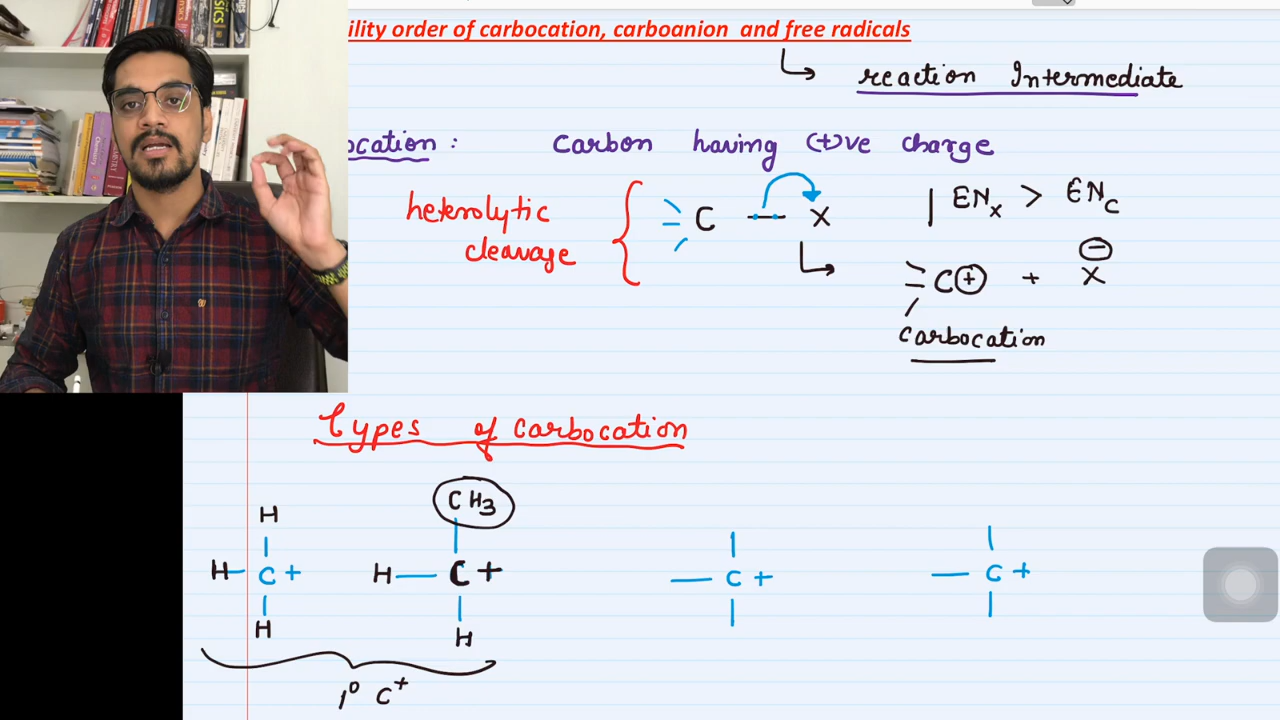 ility order of carbocation, carboanion and free radicals
reaction Intermediate
ocation : Carbon having (+)ve charge
heterolytic
cleavage
C — X
ENx > ENC
C+ + X−
carbocation
Types of carbocation
H
H—C+
H
CH3
H—C+
H
C+
C+
1° C+